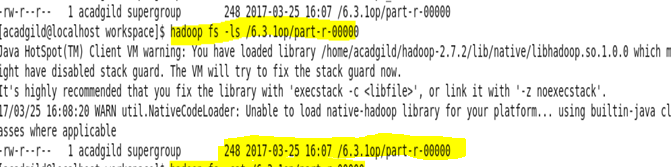 -rw-r--r-- 1 acadgild supergroup 248 2017-03-25 16:07 /6.3.1op/part-r-00000
[acadgild@localhost workspace]$ hadoop fs -ls /6.3.1op/part-r-00000
Java HotSpot(TM) Client VM warning: You have loaded library /home/acadgild/hadoop-2.7.2/lib/native/libhadoop.so.1.0.0 which m
ight have disabled stack guard. The VM will try to fix the stack guard now.
It's highly recommended that you fix the library with 'execstack -c <libfile>', or link it with '-z noexecstack'.
17/03/25 16:08:20 WARN util.NativeCodeLoader: Unable to load native-hadoop library for your platform... using builtin-java cl
asses where applicable
-rw-r--r-- 1 acadgild supergroup 248 2017-03-25 16:07 /6.3.1op/part-r-00000